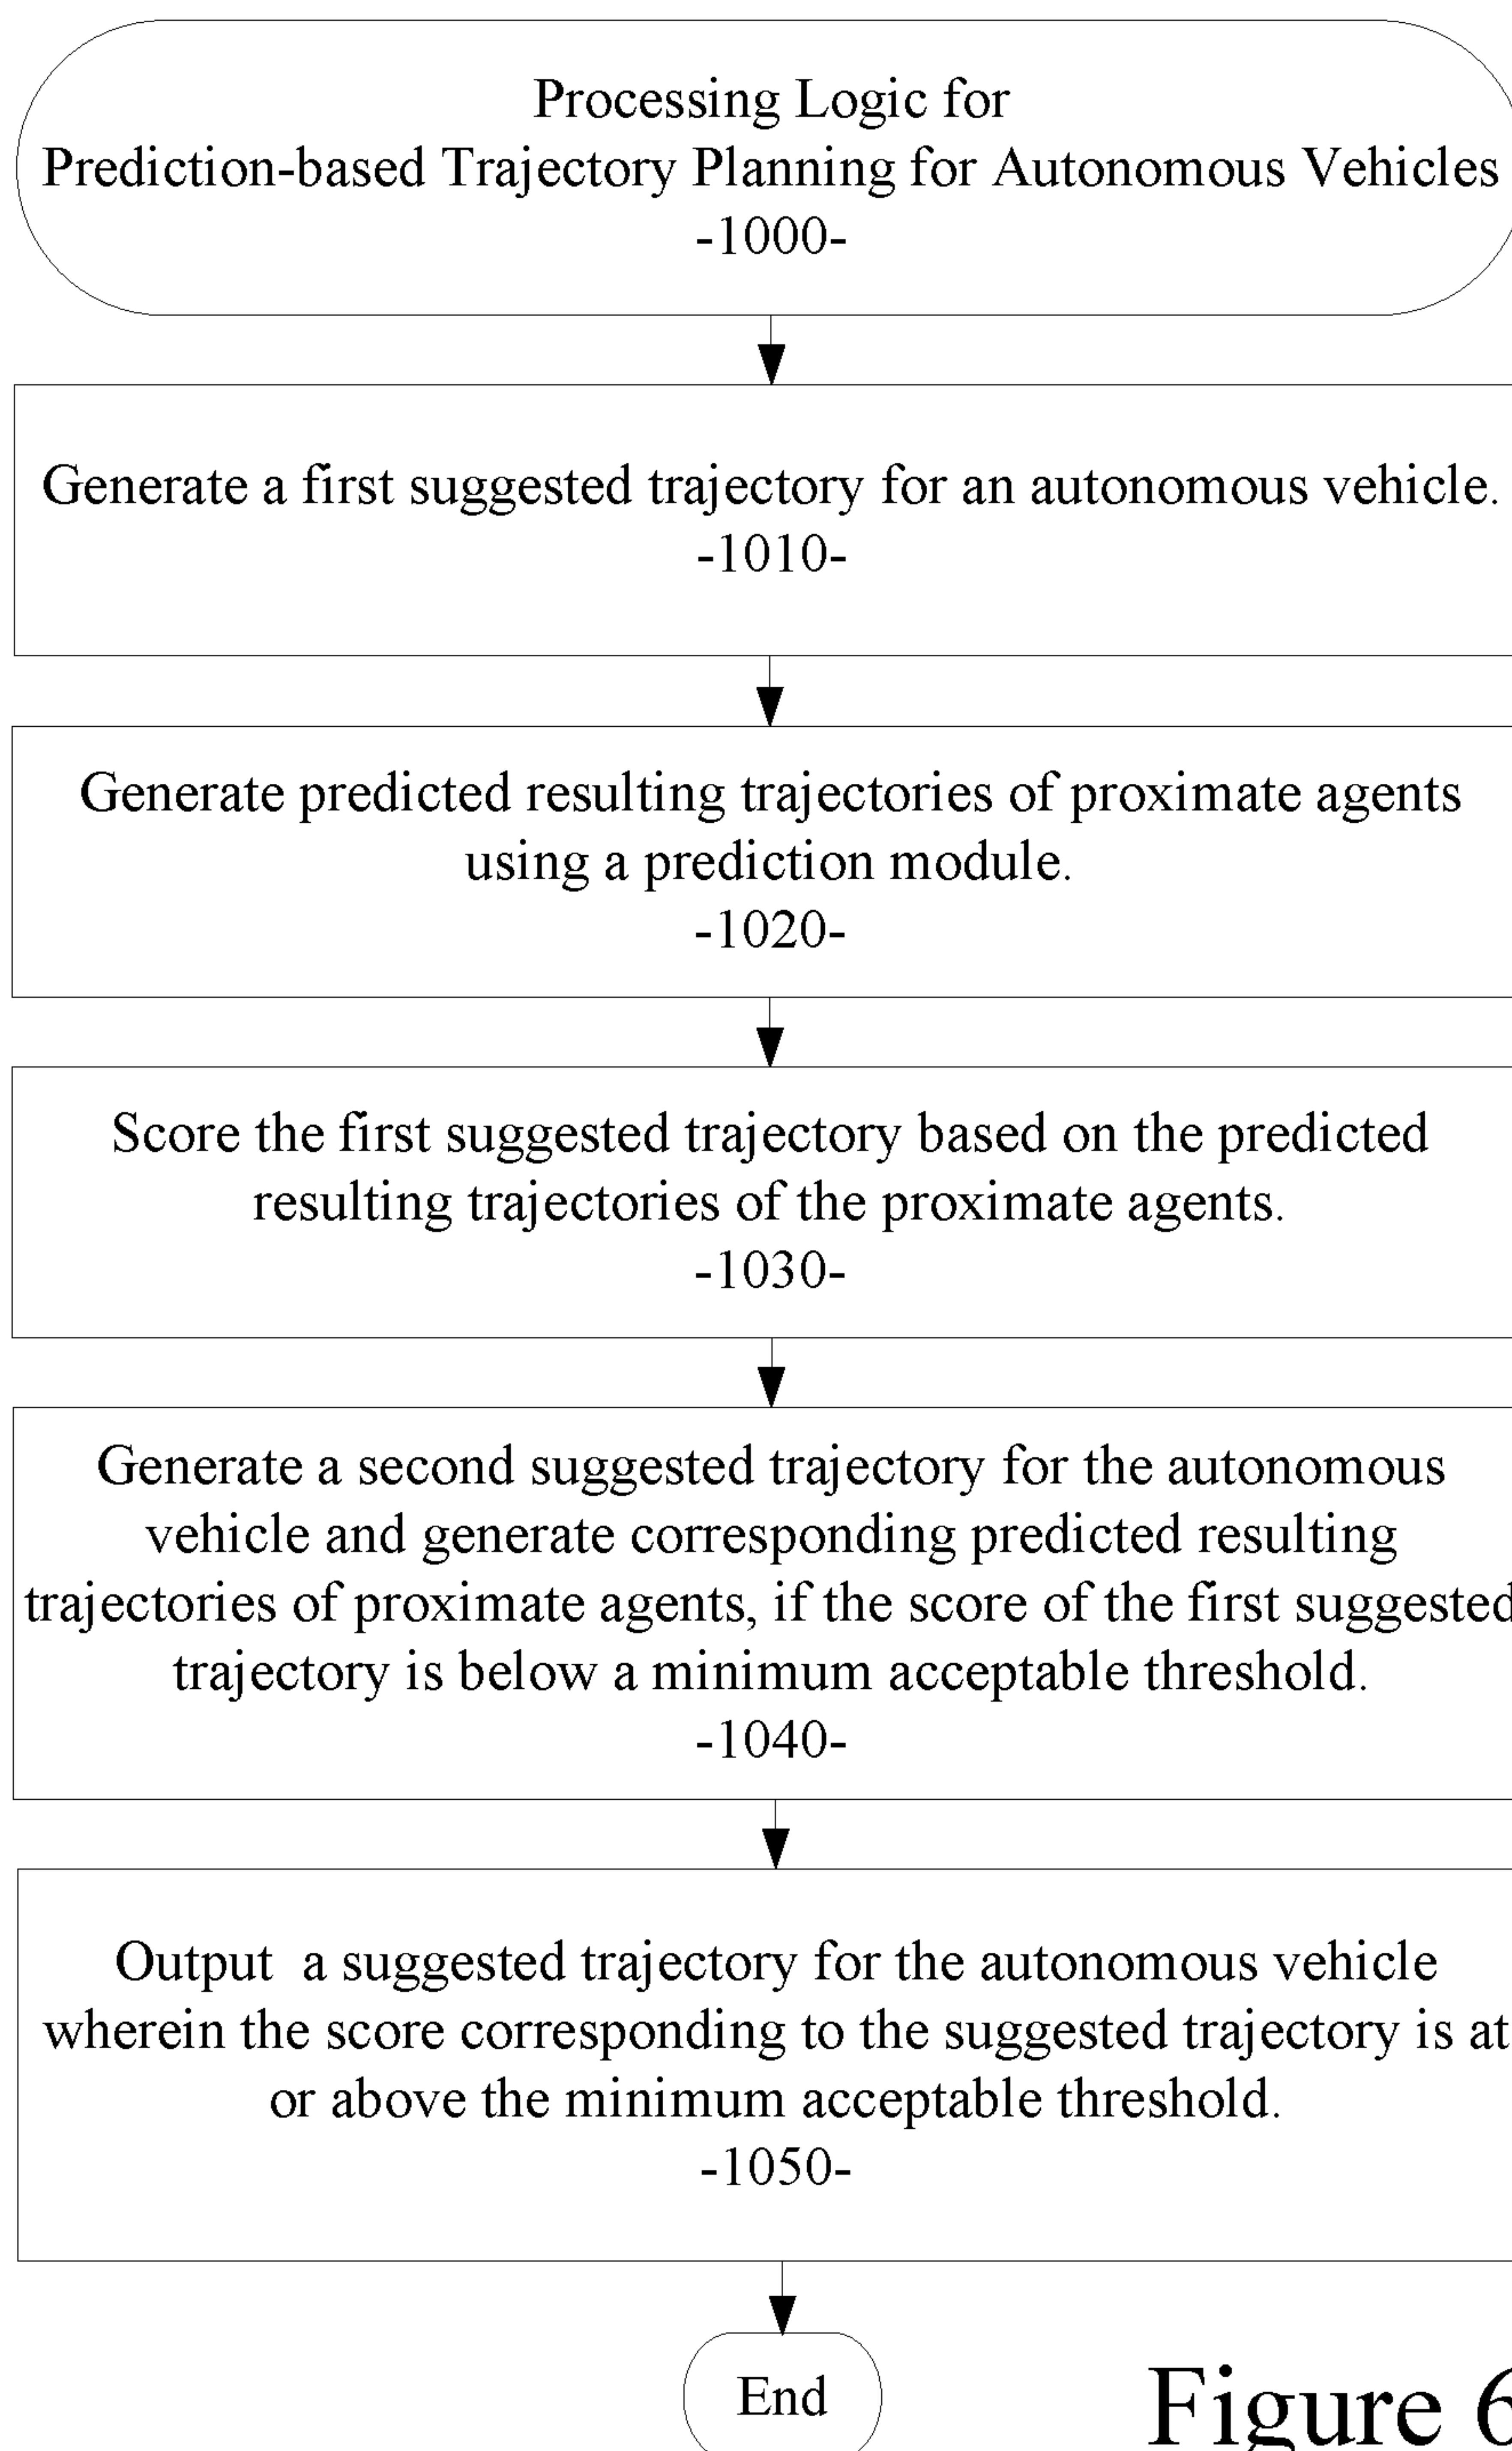 Processing Logic for
Prediction-based Trajectory Planning for Autonomous Vehicles
-1000-
Generate a first suggested trajectory for an autonomous vehicle.
-1010-
Generate predicted resulting trajectories of proximate agents
using a prediction module.
-1020-
Score the first suggested trajectory based on the predicted
resulting trajectories of the proximate agents.
-1030-
Generate a second suggested trajectory for the autonomous
vehicle and generate corresponding predicted resulting
trajectories of proximate agents, if the score of the first suggested
trajectory is below a minimum acceptable threshold.
-1040-
Output  a suggested trajectory for the autonomous vehicle
wherein the score corresponding to the suggested trajectory is at
or above the minimum acceptable threshold.
-1050-
End
Figure 6